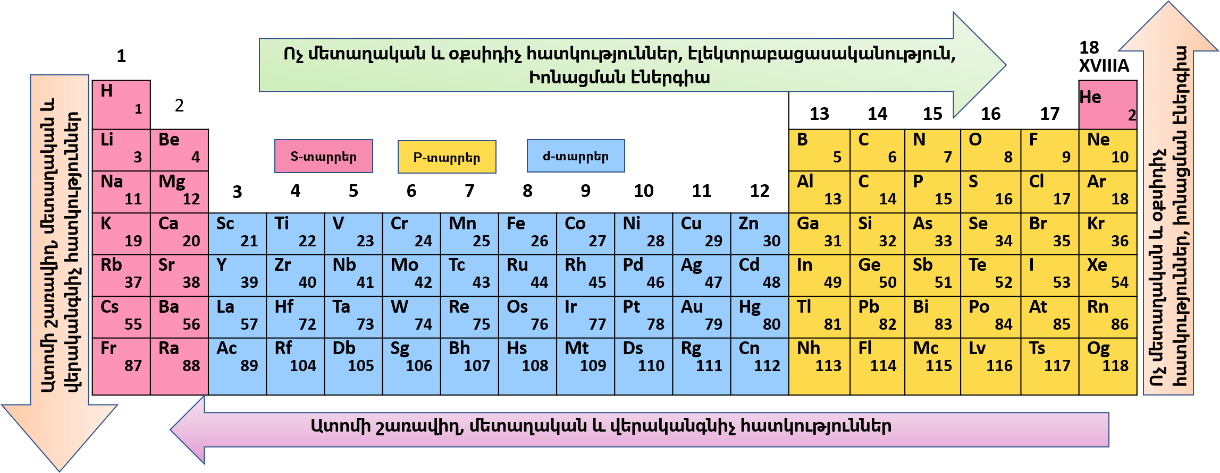 Ոչ մետաղական և օքսիդիչ հատկություններ, էլեկտրաբացասականություն,
Իոնացման էներգիա
18
XVIIIA
1
2
13 14 15 16 17
S-տարրեր P-տարրեր d-տարրեր
3 4 5 6 7 8 9 10 11 12
H 1 He 2
Li 3 Be 4 B 5 C 6 N 7 O 8 F 9 Ne 10
Na 11 Mg 12 Al 13 C 14 P 15 S 16 Cl 17 Ar 18
K 19 Ca 20 Sc 21 Ti 22 V 23 Cr 24 Mn 25 Fe 26 Co 27 Ni 28 Cu 29 Zn 30 Ga 31 Si 32 As 33 Se 34 Br 35 Kr 36
Rb 37 Sr 38 Y 39 Zr 40 Nb 41 Mo 42 Tc 43 Ru 44 Rh 45 Pd 46 Ag 47 Cd 48 In 49 Ge 50 Sb 51 Te 52 I 53 Xe 54
Cs 55 Ba 56 La 57 Hf 72 Ta 73 W 74 Re 75 Os 76 Ir 77 Pt 78 Au 79 Hg 80 Tl 81 Pb 82 Bi 83 Po 84 At 85 Rn 86
Fr 87 Ra 88 Ac 89 Rf 104 Db 105 Sg 106 Bh 107 Hs 108 Mt 109 Ds 110 Rg 111 Cn 112 Nh 113 Fl 114 Mc 115 Lv 116 Ts 117 Og 118
Ատոմի շառավիղ, մետաղական և
վերականգնիչ հատկություններ
Ոչ մետաղական և օքսիդիչ
հատկություններ, իոնացման էներգիա
Ատոմի շառավիղ, մետաղական և վերականգնիչ հատկություններ